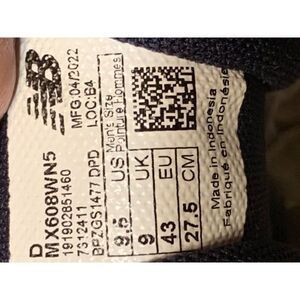 NB
MFG:04/2022
LOC:B4
D
MX608WN5
191902851460
7312411
BPZGS1477 DPD
Men's Size
US Pointure Hommes
UK
EU
CM
9.5
9
43
27.5
Made in Indonesia
Fabriqué en Indonésie